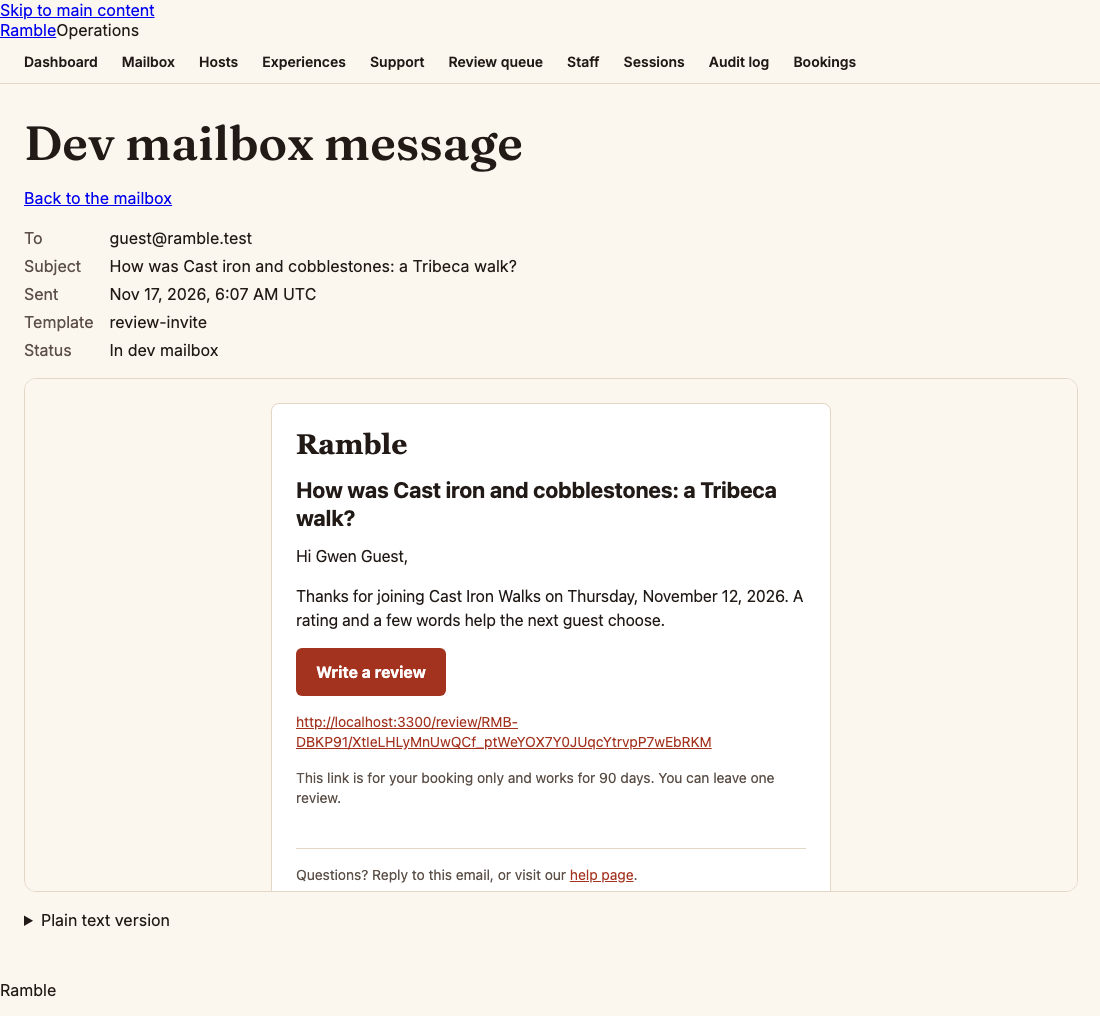 Skip to main content
RambleOperations
Dashboard Mailbox Hosts Experiences Support Review queue Staff Sessions Audit log Bookings
Dev mailbox message
Back to the mailbox
To guest@ramble.test
Subject How was Cast iron and cobblestones: a Tribeca walk?
Sent Nov 17, 2026, 6:07 AM UTC
Template review-invite
Status In dev mailbox
Ramble
How was Cast iron and cobblestones: a Tribeca
walk?
Hi Gwen Guest,
Thanks for joining Cast Iron Walks on Thursday, November 12, 2026. A
rating and a few words help the next guest choose.
Write a review
http://localhost:3300/review/RMB-
DBKP91/XtIeLHLyMnUwQCf_ptWeYOX7Y0JUqcYtrvpP7wEbRKM
This link is for your booking only and works for 90 days. You can leave one
review.
Questions? Reply to this email, or visit our help page.
Plain text version
Ramble